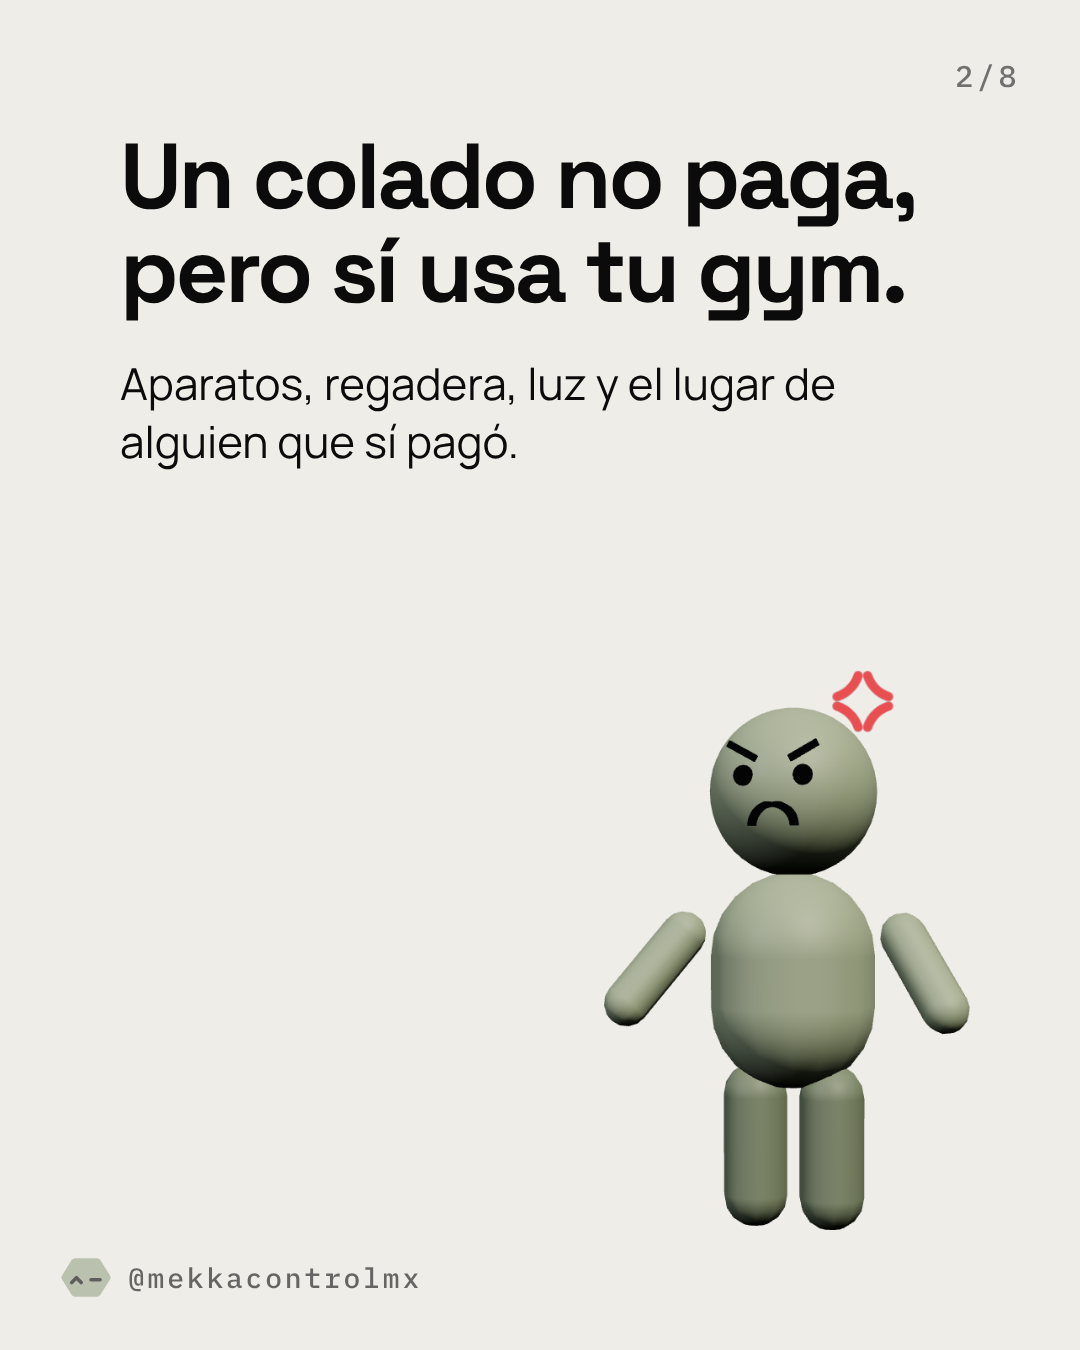 2/8
Un colado no paga,
pero sí usa tu gym.
Aparatos, regadera, luz y el lugar de
alguien que sí pagó.
@mekkacontrolmx